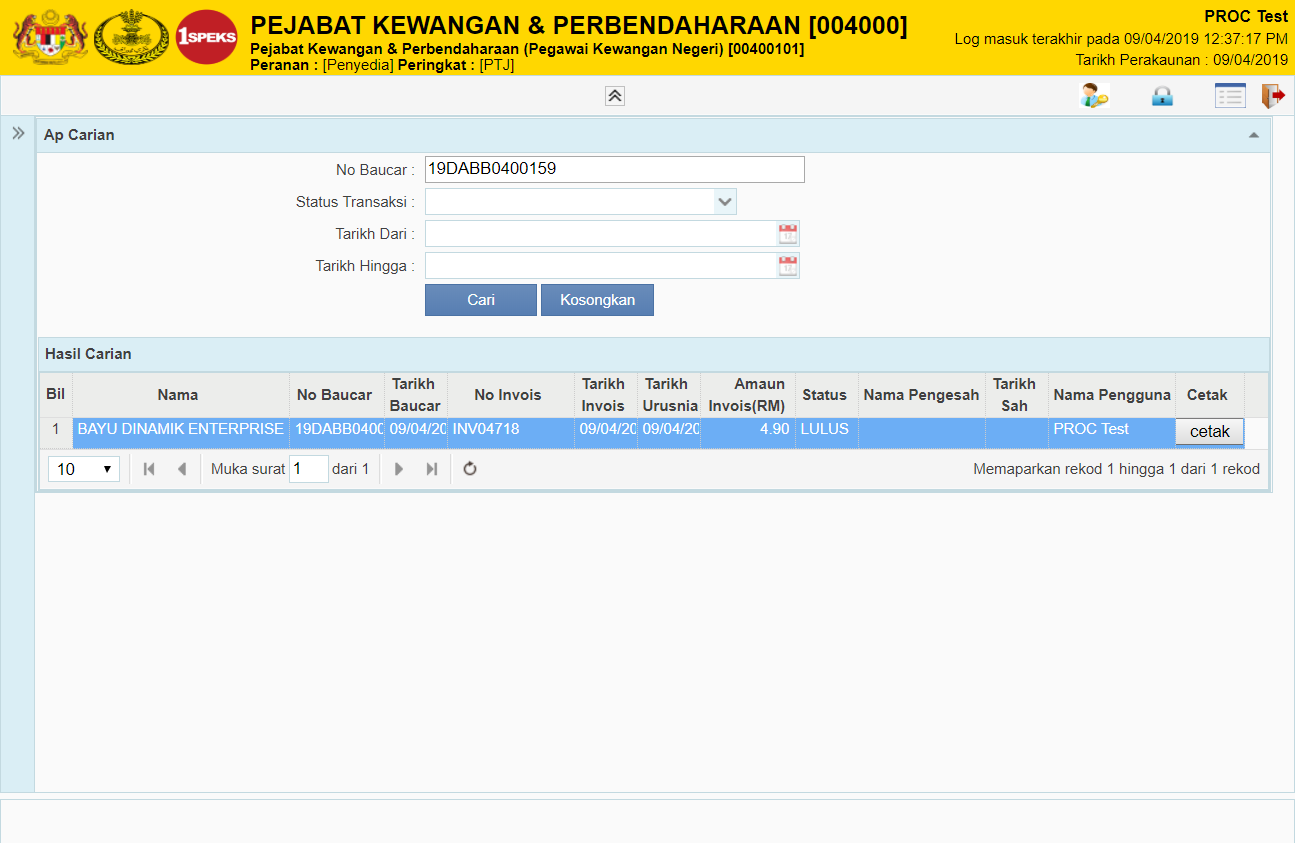 1SPEKS
PEJABAT KEWANGAN & PERBENDAHARAAN [004000]
Pejabat Kewangan & Perbendaharaan (Pegawai Kewangan Negeri) [00400101]
Peranan : [Penyedia] Peringkat : [PTJ]
PROC Test
Log masuk terakhir pada 09/04/2019 12:37:17 PM
Tarikh Perakaunan : 09/04/2019
Ap Carian
No Baucar : 19DABB0400159
Status Transaksi :
Tarikh Dari :
Tarikh Hingga :
Cari Kosongkan
Hasil Carian
Bil Nama No Baucar Tarikh Baucar No Invois Tarikh Invois Tarikh Urusnia Amaun Invois(RM) Status Nama Pengesah Tarikh Sah Nama Pengguna Cetak
1 BAYU DINAMIK ENTERPRISE 19DABB0400 09/04/20 INV04718 09/04/20 09/04/20 4.90 LULUS PROC Test cetak
10 Muka surat 1 dari 1 Memaparkan rekod 1 hingga 1 dari 1 rekod